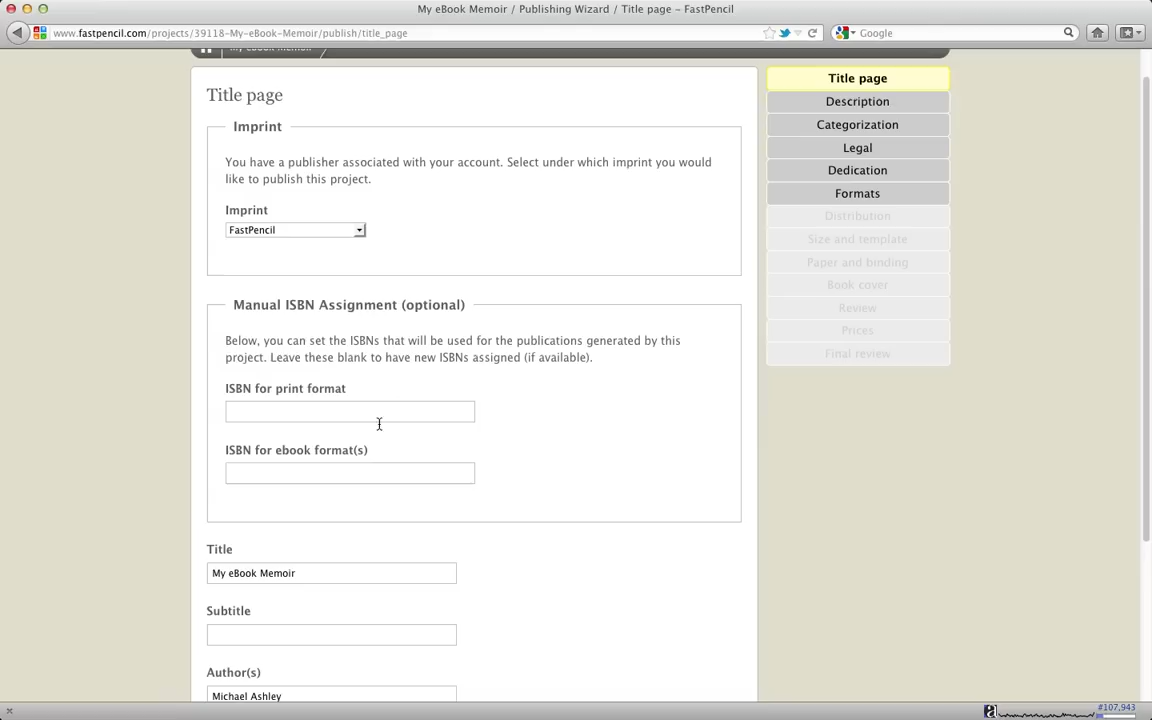 My eBook Memoir / Publishing Wizard / Title page – FastPencil
www.fastpencil.com/projects/39118-My-eBook-Memoir/publish/title_page
Google
My eBook Memoir
Title page
Imprint
You have a publisher associated with your account. Select under which imprint you would
like to publish this project.
Imprint
FastPencil
Manual ISBN Assignment (optional)
Below, you can set the ISBNs that will be used for the publications generated by this
project. Leave these blank to have new ISBNs assigned (if available).
ISBN for print format
ISBN for ebook format(s)
Title
My eBook Memoir
Subtitle
Author(s)
Michael Ashley
Title page
Description
Categorization
Legal
Dedication
Formats
Distribution
Size and template
Paper and binding
Book cover
Review
Prices
Final review
#107,943